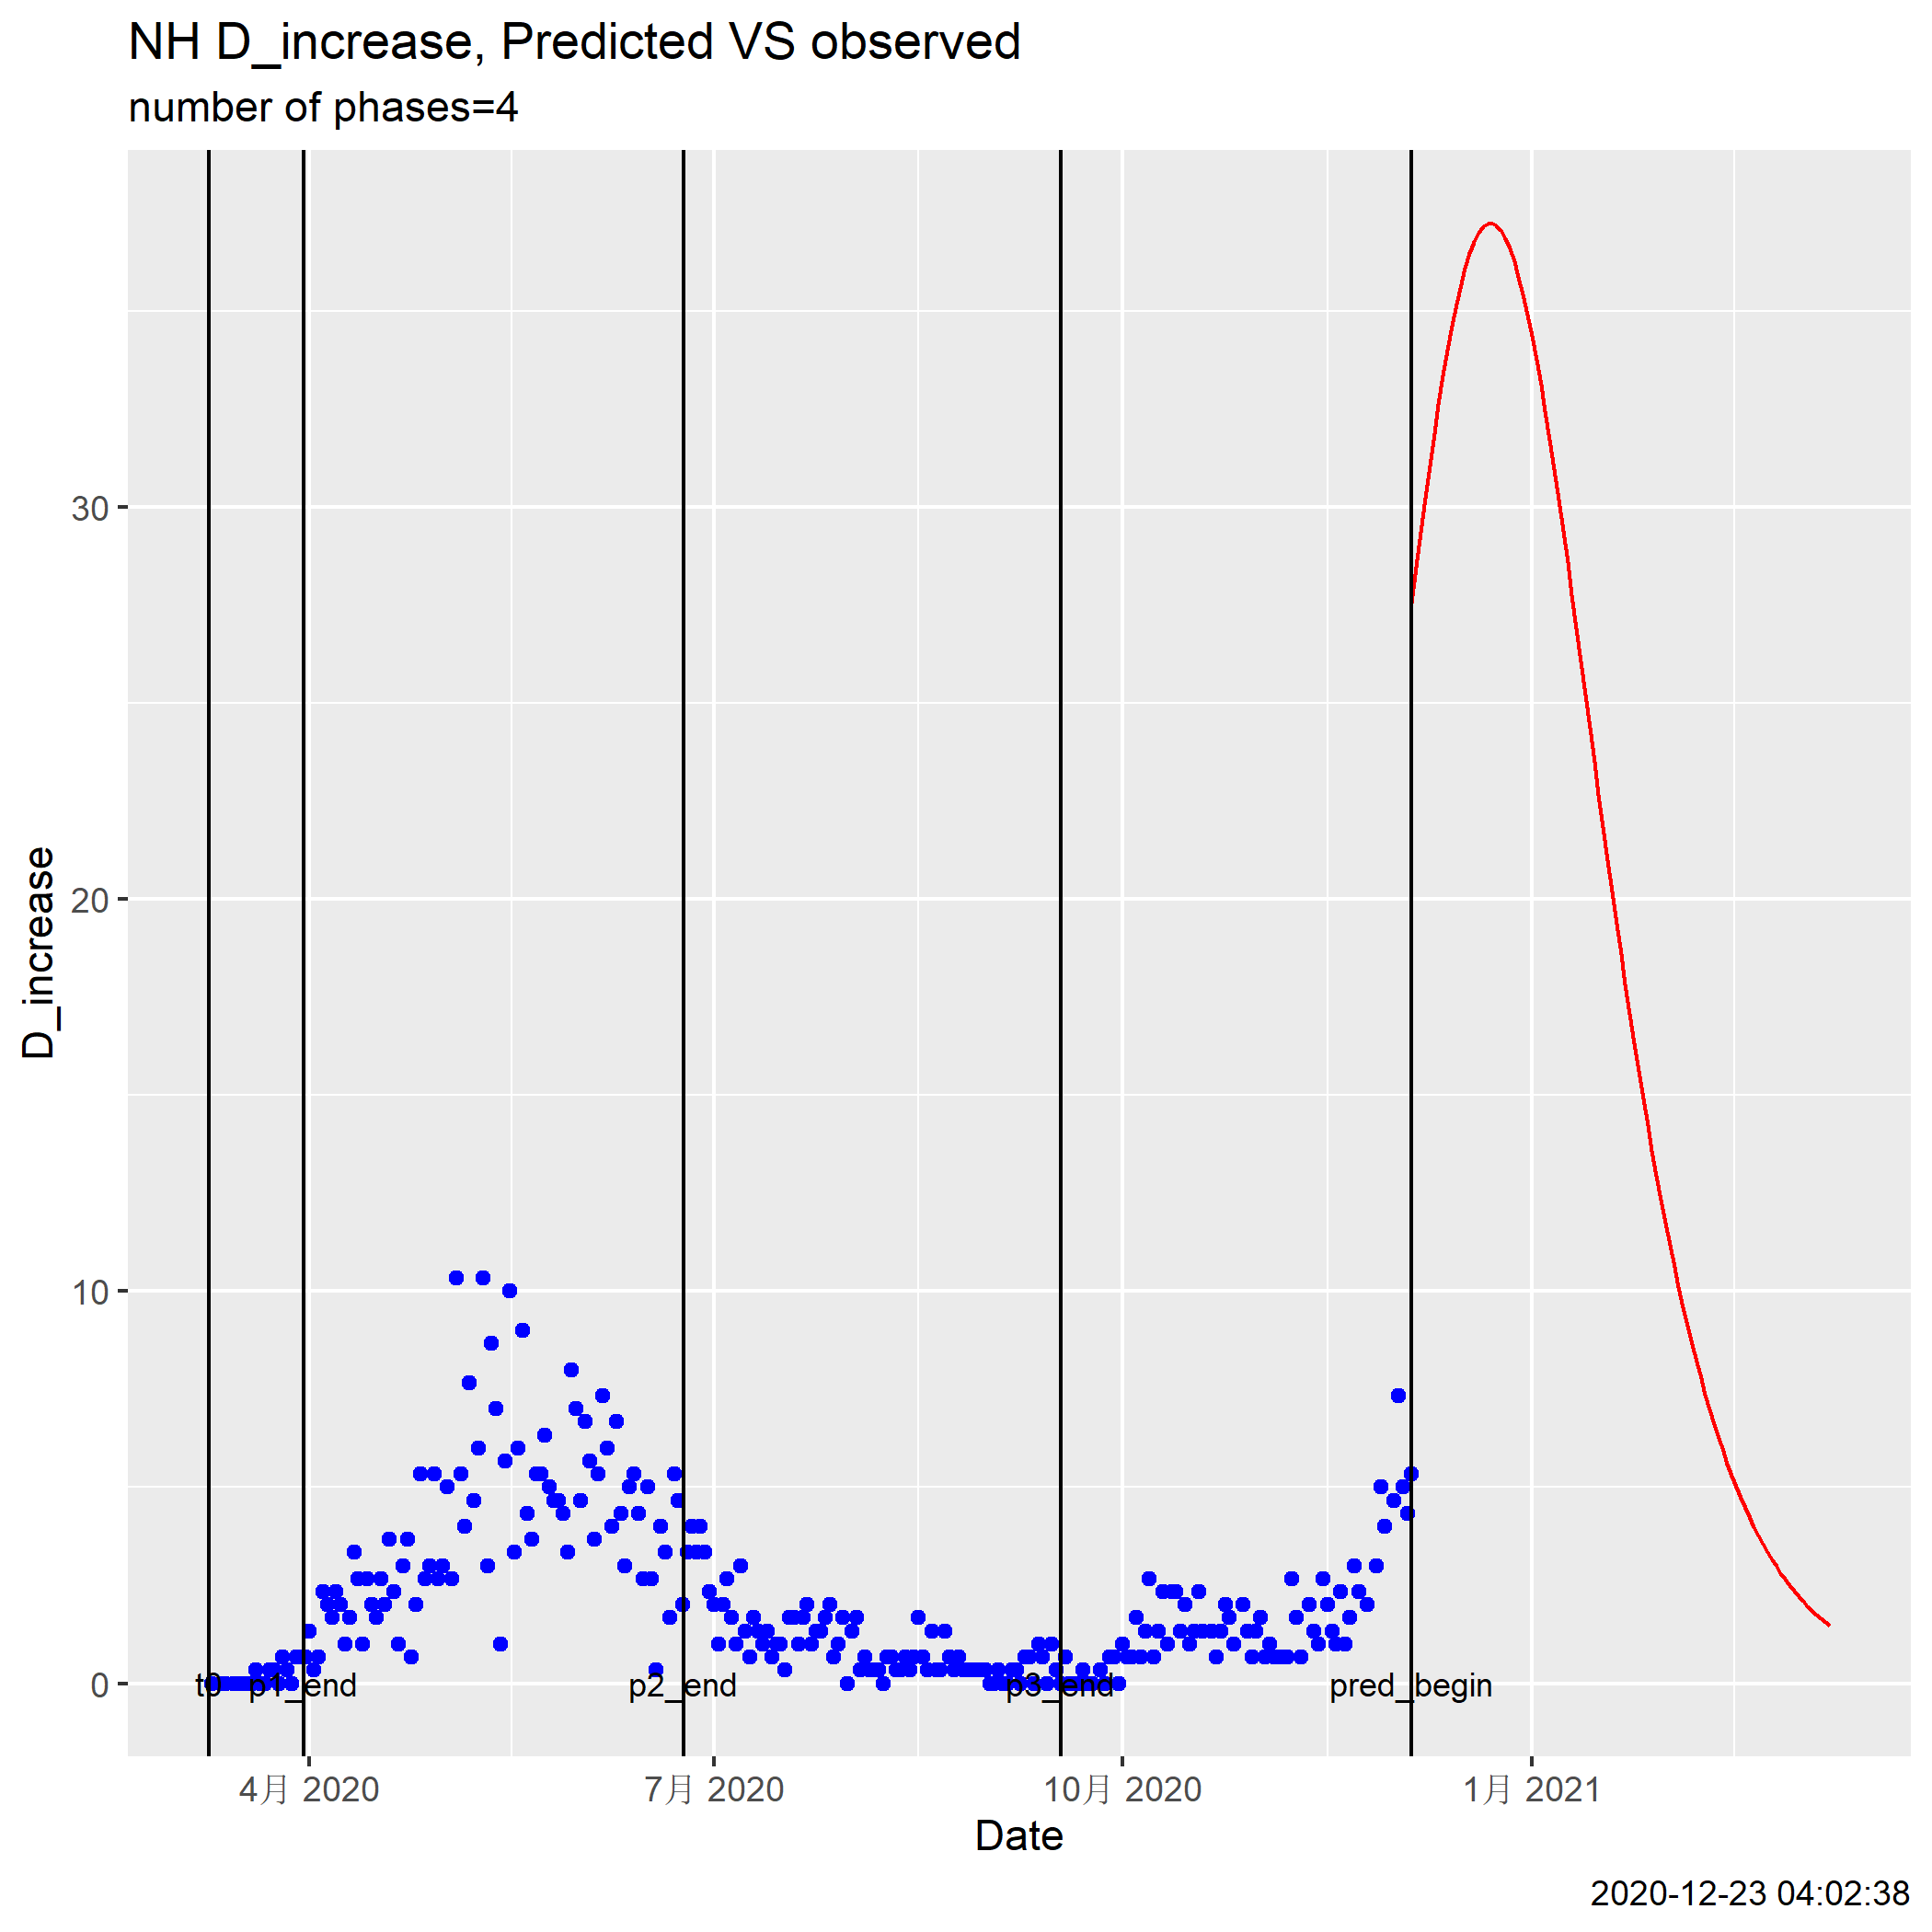 NH D_increase, Predicted VS observed
number of phases=4
D_increase
30
20
10
0
t0 p1_end p2_end p3_end pred_begin
4月 2020 7月 2020 10月 2020 1月 2021
Date
2020-12-23 04:02:38